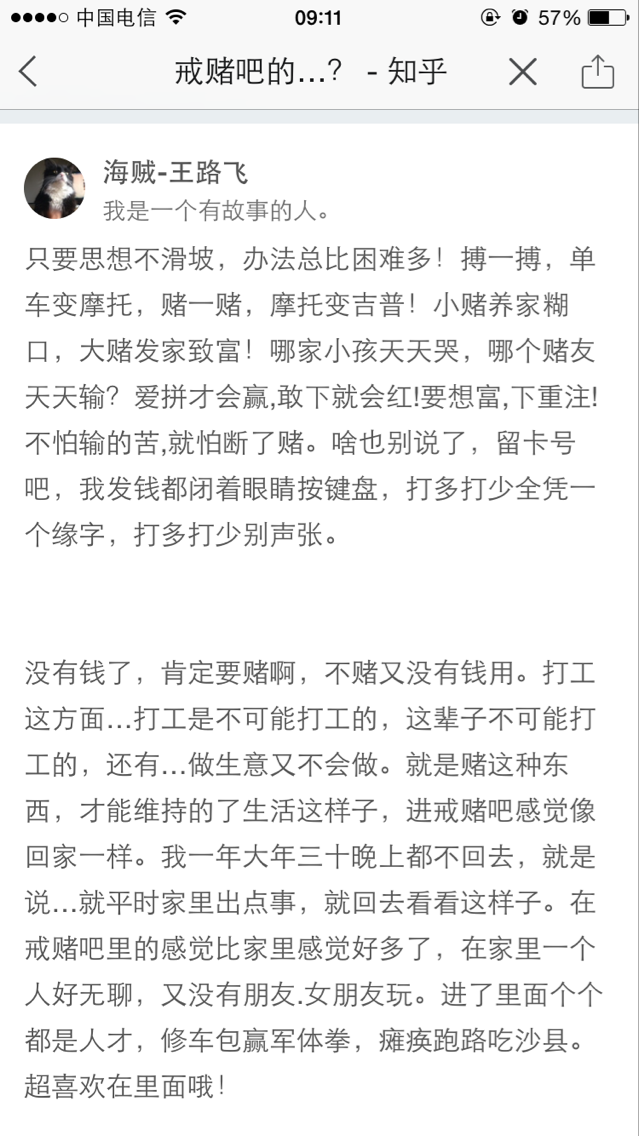 中国电信 09:11 57%
戒赌吧的...? - 知乎
海贼-王路飞
我是一个有故事的人。
只要思想不滑坡，办法总比困难多！搏一搏，单
车变摩托，赌一赌，摩托变吉普！小赌养家糊
口，大赌发家致富！哪家小孩天天哭，哪个赌友
天天输？爱拼才会赢,敢下就会红!要想富,下重注!
不怕输的苦,就怕断了赌。啥也别说了，留卡号
吧，我发钱都闭着眼睛按键盘，打多打少全凭一
个缘字，打多打少别声张。
没有钱了，肯定要赌啊，不赌又没有钱用。打工
这方面...打工是不可能打工的，这辈子不可能打
工的，还有...做生意又不会做。就是赌这种东
西，才能维持的了生活这样子，进戒赌吧感觉像
回家一样。我一年大年三十晚上都不回去，就是
说...就平时家里出点事，就回去看看这样子。在
戒赌吧里的感觉比家里感觉好多了，在家里一个
人好无聊，又没有朋友.女朋友玩。进了里面个个
都是人才，修车包赢军体拳，瘫痪跑路吃沙县。
超喜欢在里面哦！